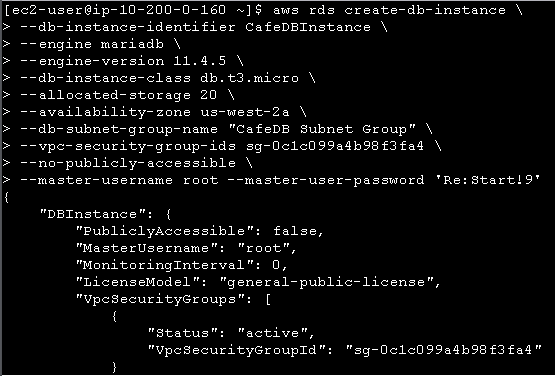 [ec2-user@ip-10-200-0-160 ~]$ aws rds create-db-instance \
> --db-instance-identifier CafeDBInstance \
> --engine mariadb \
> --engine-version 11.4.5 \
> --db-instance-class db.t3.micro \
> --allocated-storage 20 \
> --availability-zone us-west-2a \
> --db-subnet-group-name "CafeDB Subnet Group" \
> --vpc-security-group-ids sg-0c1c099a4b98f3fa4 \
> --no-publicly-accessible \
> --master-username root --master-user-password 'Re:Start!9'
{
    "DBInstance": {
        "PubliclyAccessible": false,
        "MasterUsername": "root",
        "MonitoringInterval": 0,
        "LicenseModel": "general-public-license",
        "VpcSecurityGroups": [
            {
                "Status": "active",
                "VpcSecurityGroupId": "sg-0c1c099a4b98f3fa4"
            }